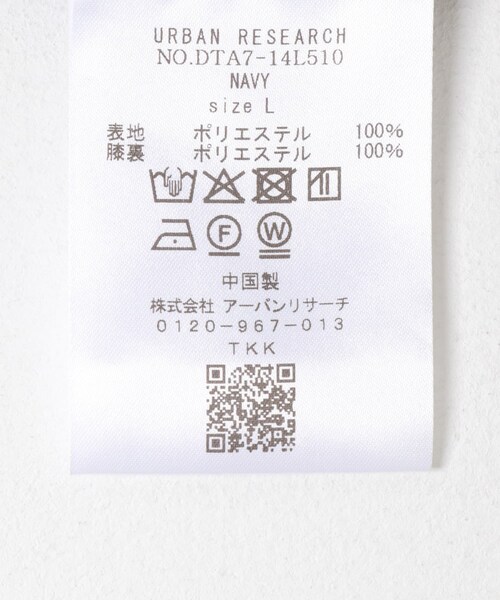 URBAN RESEARCH
NO.DTA7-14L510
NAVY
size L
表地 ポリエステル 100%
膝裏 ポリエステル 100%
F W
中国製
株式会社 アーバンリサーチ
0120-967-013
TKK